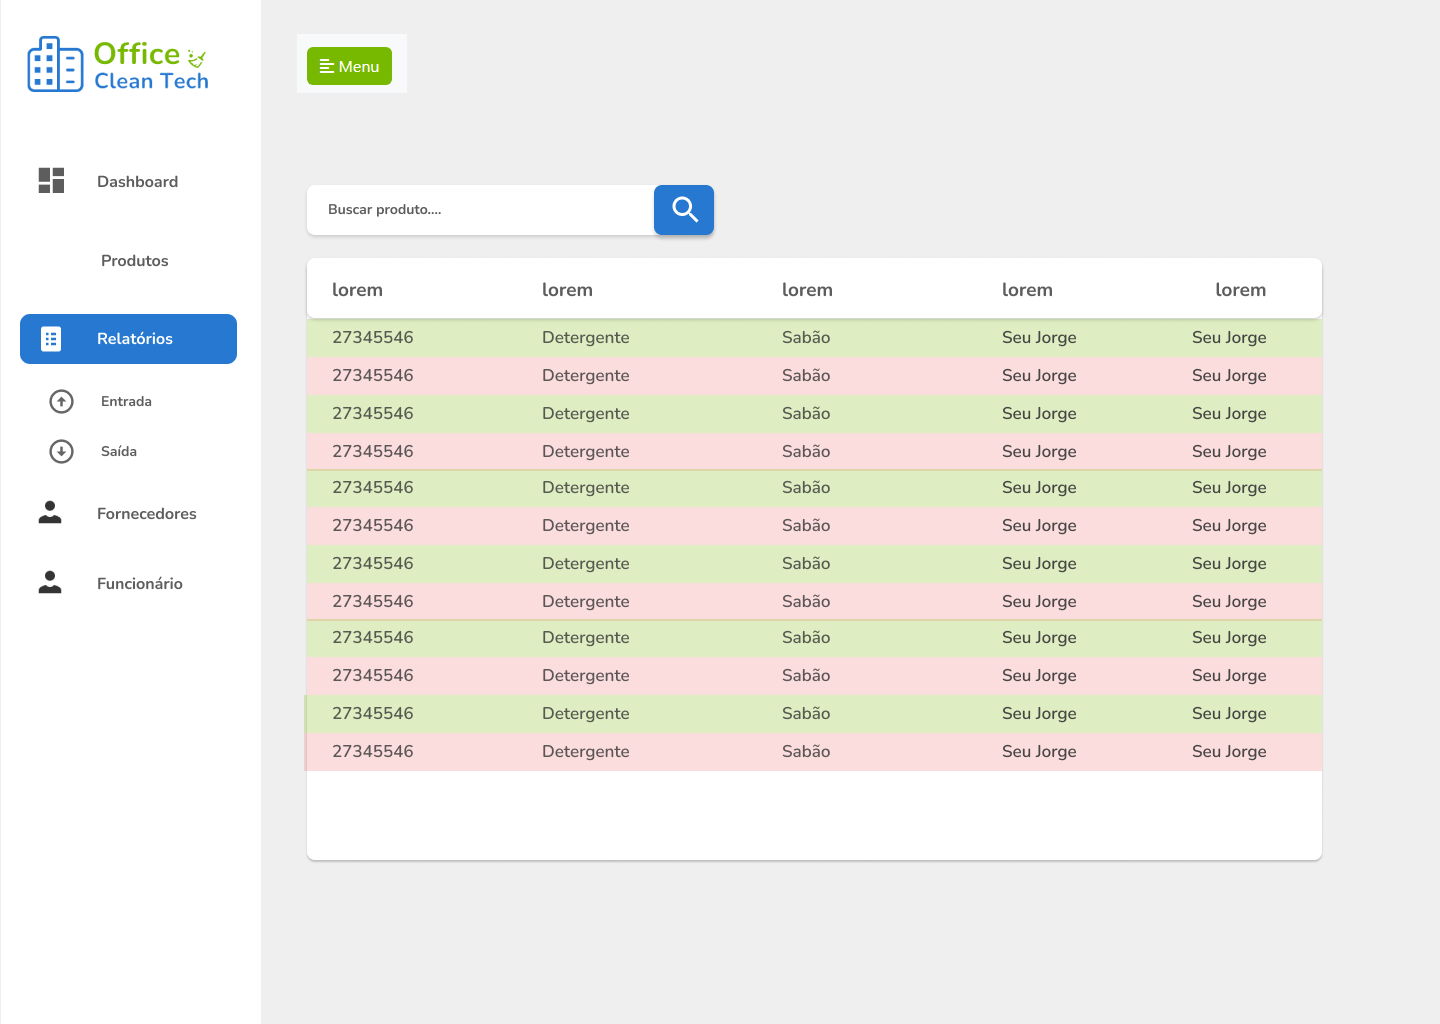 Office
Clean Tech
Dashboard
Produtos
Relatórios
Entrada
Saída
Fornecedores
Funcionário
Menu
Buscar produto....
lorem lorem lorem lorem lorem
27345546 Detergente Sabão Seu Jorge Seu Jorge
27345546 Detergente Sabão Seu Jorge Seu Jorge
27345546 Detergente Sabão Seu Jorge Seu Jorge
27345546 Detergente Sabão Seu Jorge Seu Jorge
27345546 Detergente Sabão Seu Jorge Seu Jorge
27345546 Detergente Sabão Seu Jorge Seu Jorge
27345546 Detergente Sabão Seu Jorge Seu Jorge
27345546 Detergente Sabão Seu Jorge Seu Jorge
27345546 Detergente Sabão Seu Jorge Seu Jorge
27345546 Detergente Sabão Seu Jorge Seu Jorge
27345546 Detergente Sabão Seu Jorge Seu Jorge
27345546 Detergente Sabão Seu Jorge Seu Jorge